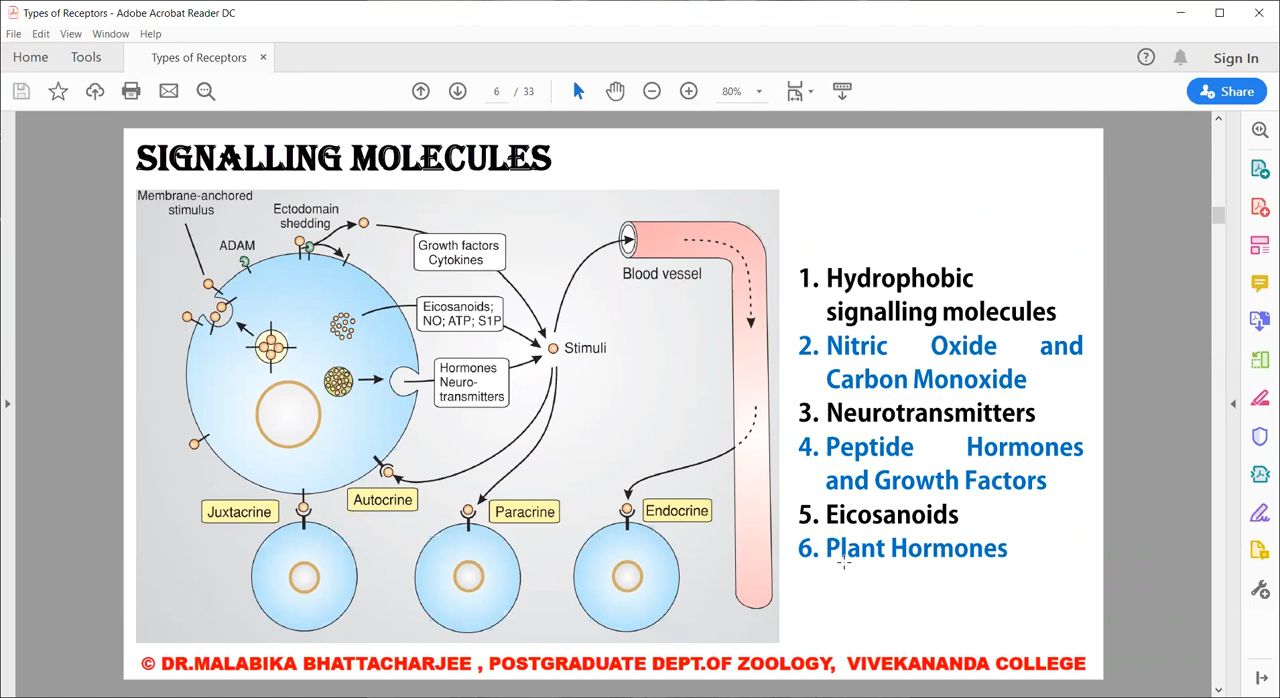 Types of Receptors - Adobe Acrobat Reader DC
File Edit View Window Help
Home Tools Types of Receptors × Sign In
6 / 33 80% Share
SIGNALLING MOLECULES
Membrane-anchored
stimulus
Ectodomain
shedding
ADAM
Growth factors
Cytokines
Eicosanoids;
NO; ATP; S1P
Hormones
Neuro-
transmitters
Stimuli
Blood vessel
Juxtacrine
Autocrine
Paracrine
Endocrine
1. Hydrophobic
signalling molecules
2. Nitric Oxide and
Carbon Monoxide
3. Neurotransmitters
4. Peptide Hormones
and Growth Factors
5. Eicosanoids
6. Plant Hormones
© DR.MALABIKA BHATTACHARJEE , POSTGRADUATE DEPT.OF ZOOLOGY, VIVEKANANDA COLLEGE